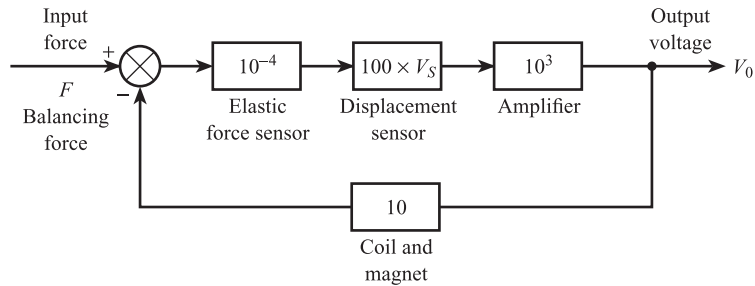 Input
force
+
F
−
Balancing
force
10⁻⁴
Elastic
force sensor
100 × V_S
Displacement
sensor
10³
Amplifier
Output
voltage
V₀
10
Coil and
magnet